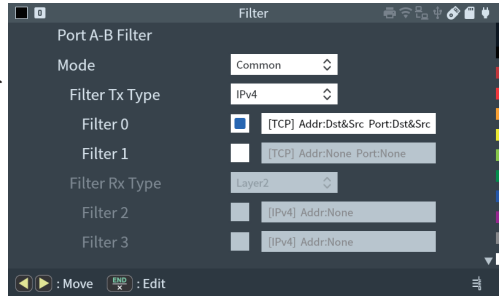 0 Filter
Port A-B Filter
Mode Common
Filter Tx Type IPv4
Filter 0 [TCP] Addr:Dst&Src Port:Dst&Src
Filter 1 [TCP] Addr:None Port:None
Filter Rx Type Layer2
Filter 2 [IPv4] Addr:None
Filter 3 [IPv4] Addr:None
: Move END × : Edit